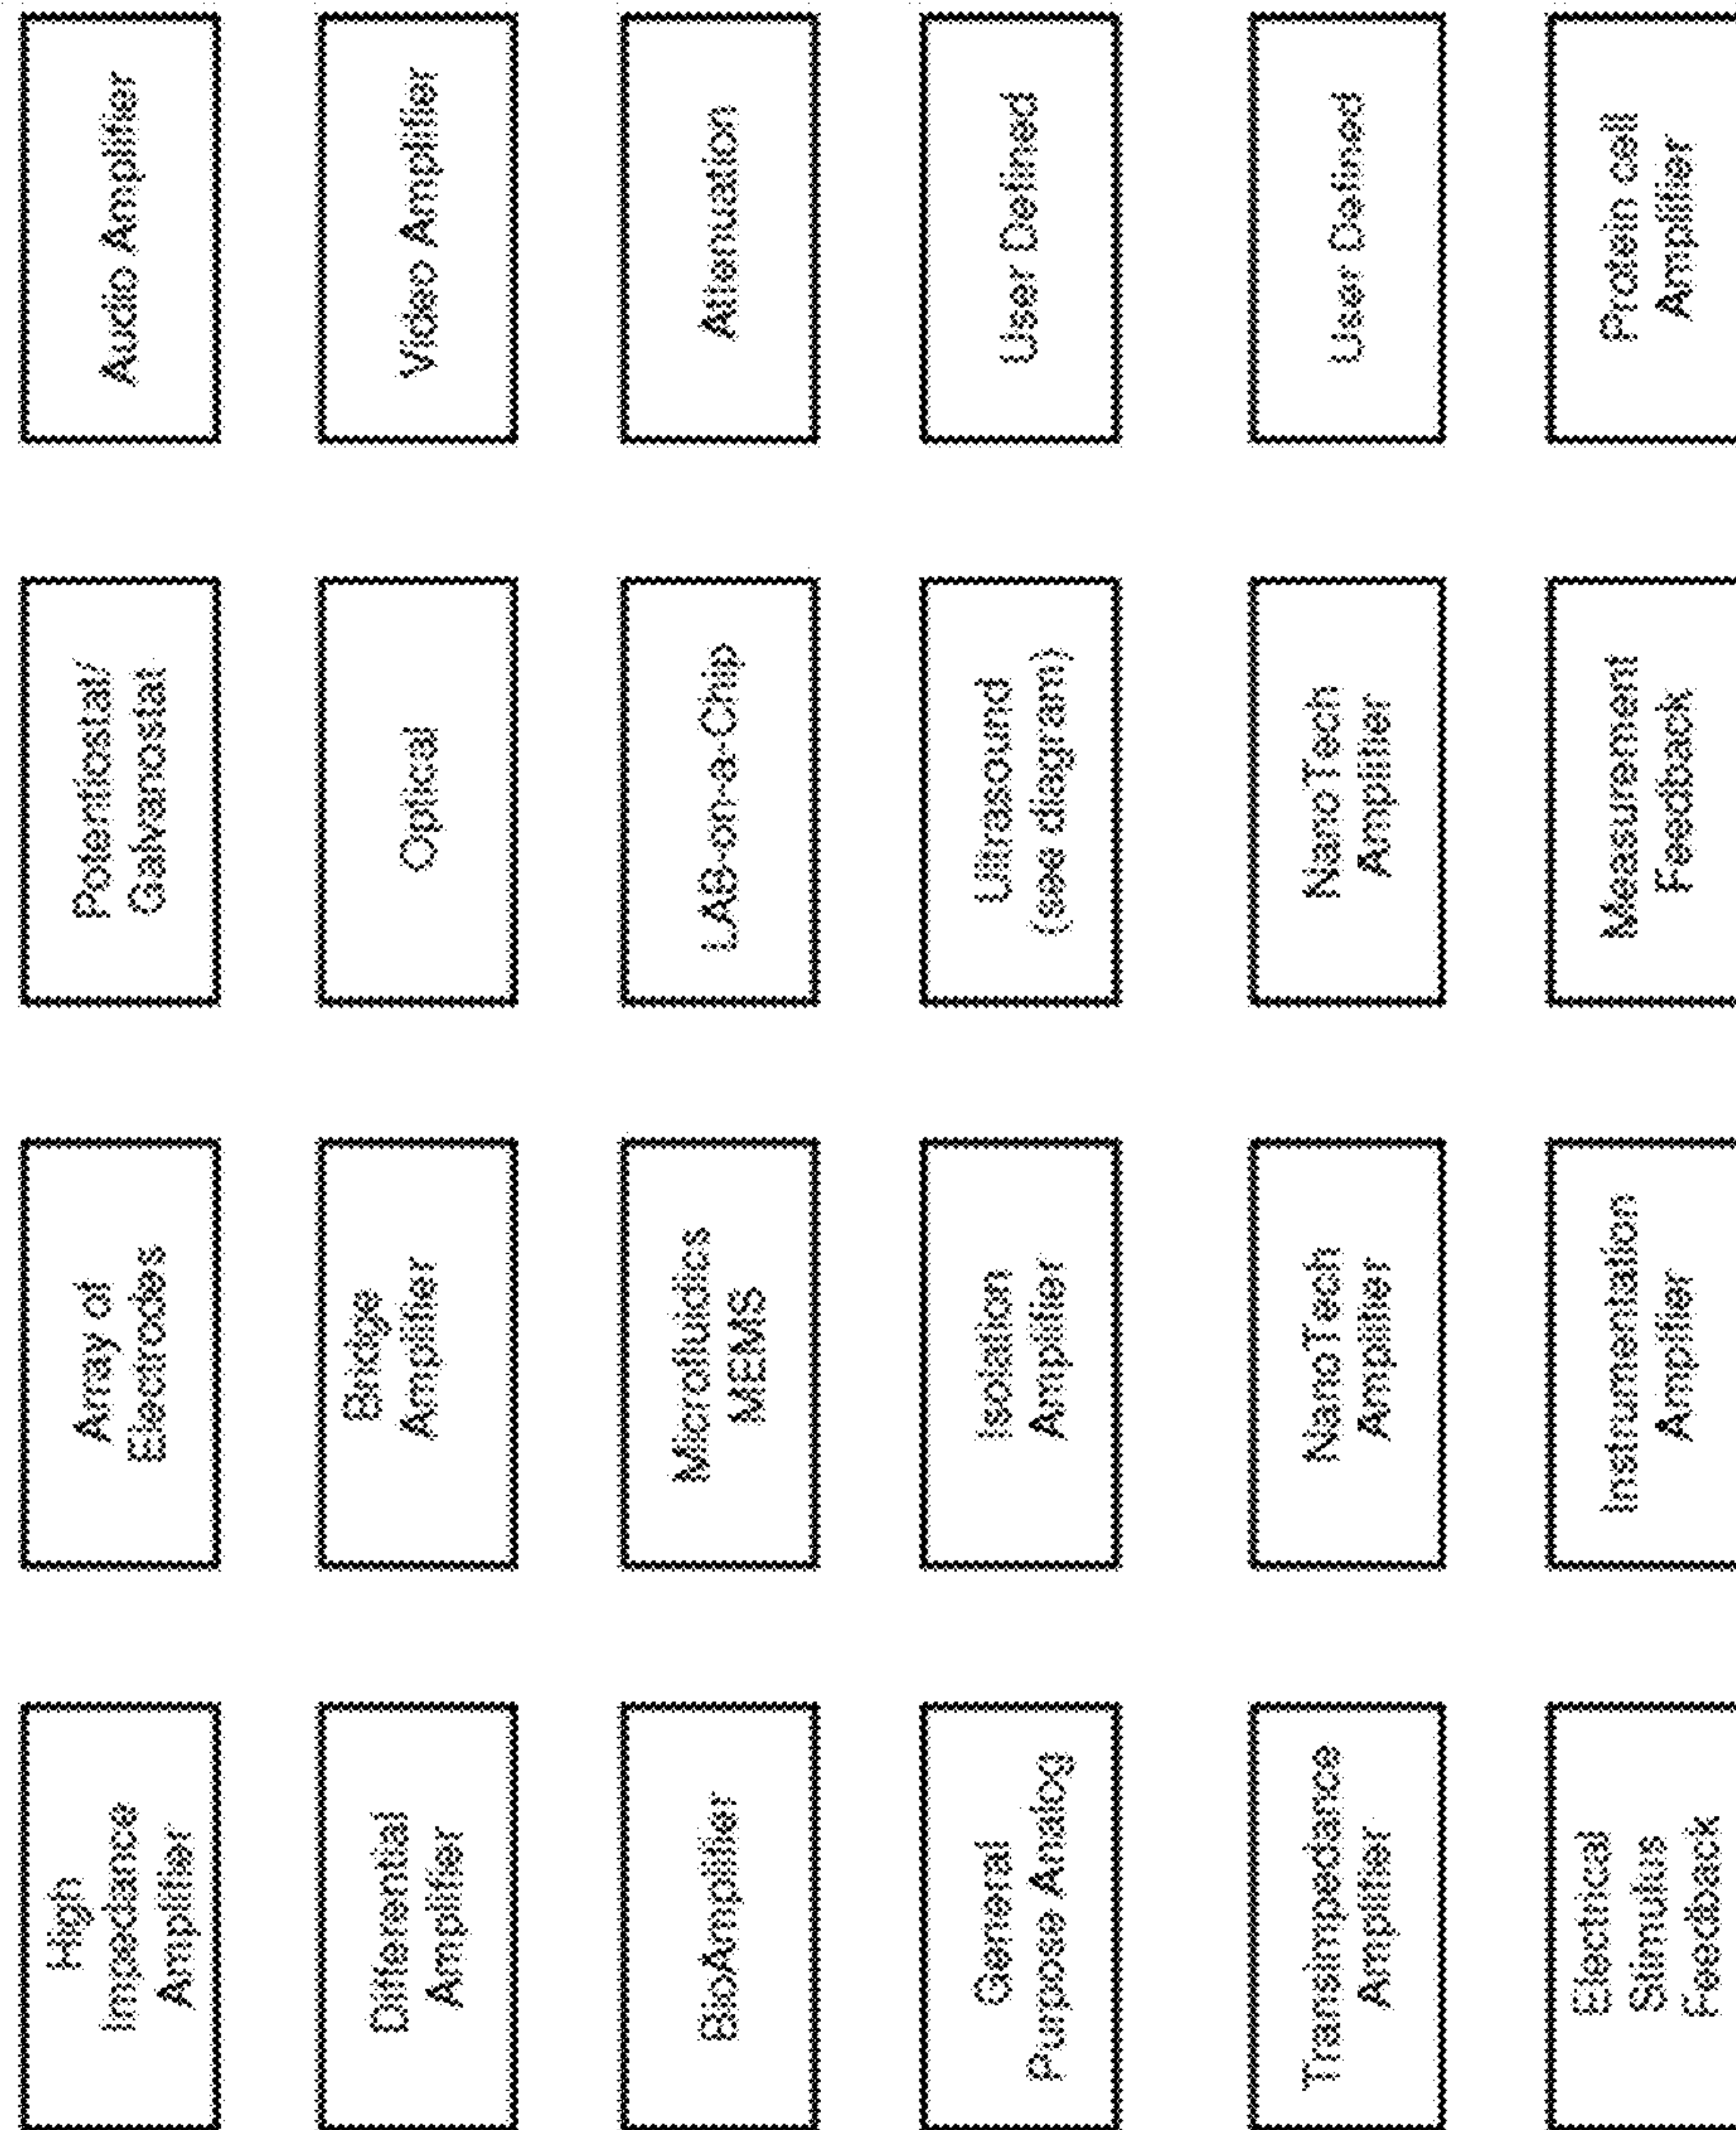 High
Impedance
Amplifier
Array of
Electrodes
Potentiostat/
Galvanostat
Audio Amplifier
Differential
Amplifier
Bridge
Amplifier
Optical
Video Amplifier
BioAmplifier
Microfluidics
MEMS
LAB-on-a-Chip
Attenuation
General
Purpose Analog
Isolation
Amplifier
Ultrasound
(see diagram)
User Defined
Transimpedance
Amplifier
NanoTech
Amplifier
NanoTech
Amplifier
User Defined
Electrical
Stimulus
Feedback
Instrumentation
Amplifier
Measurement
Feedback
Protein cell
Amplifier